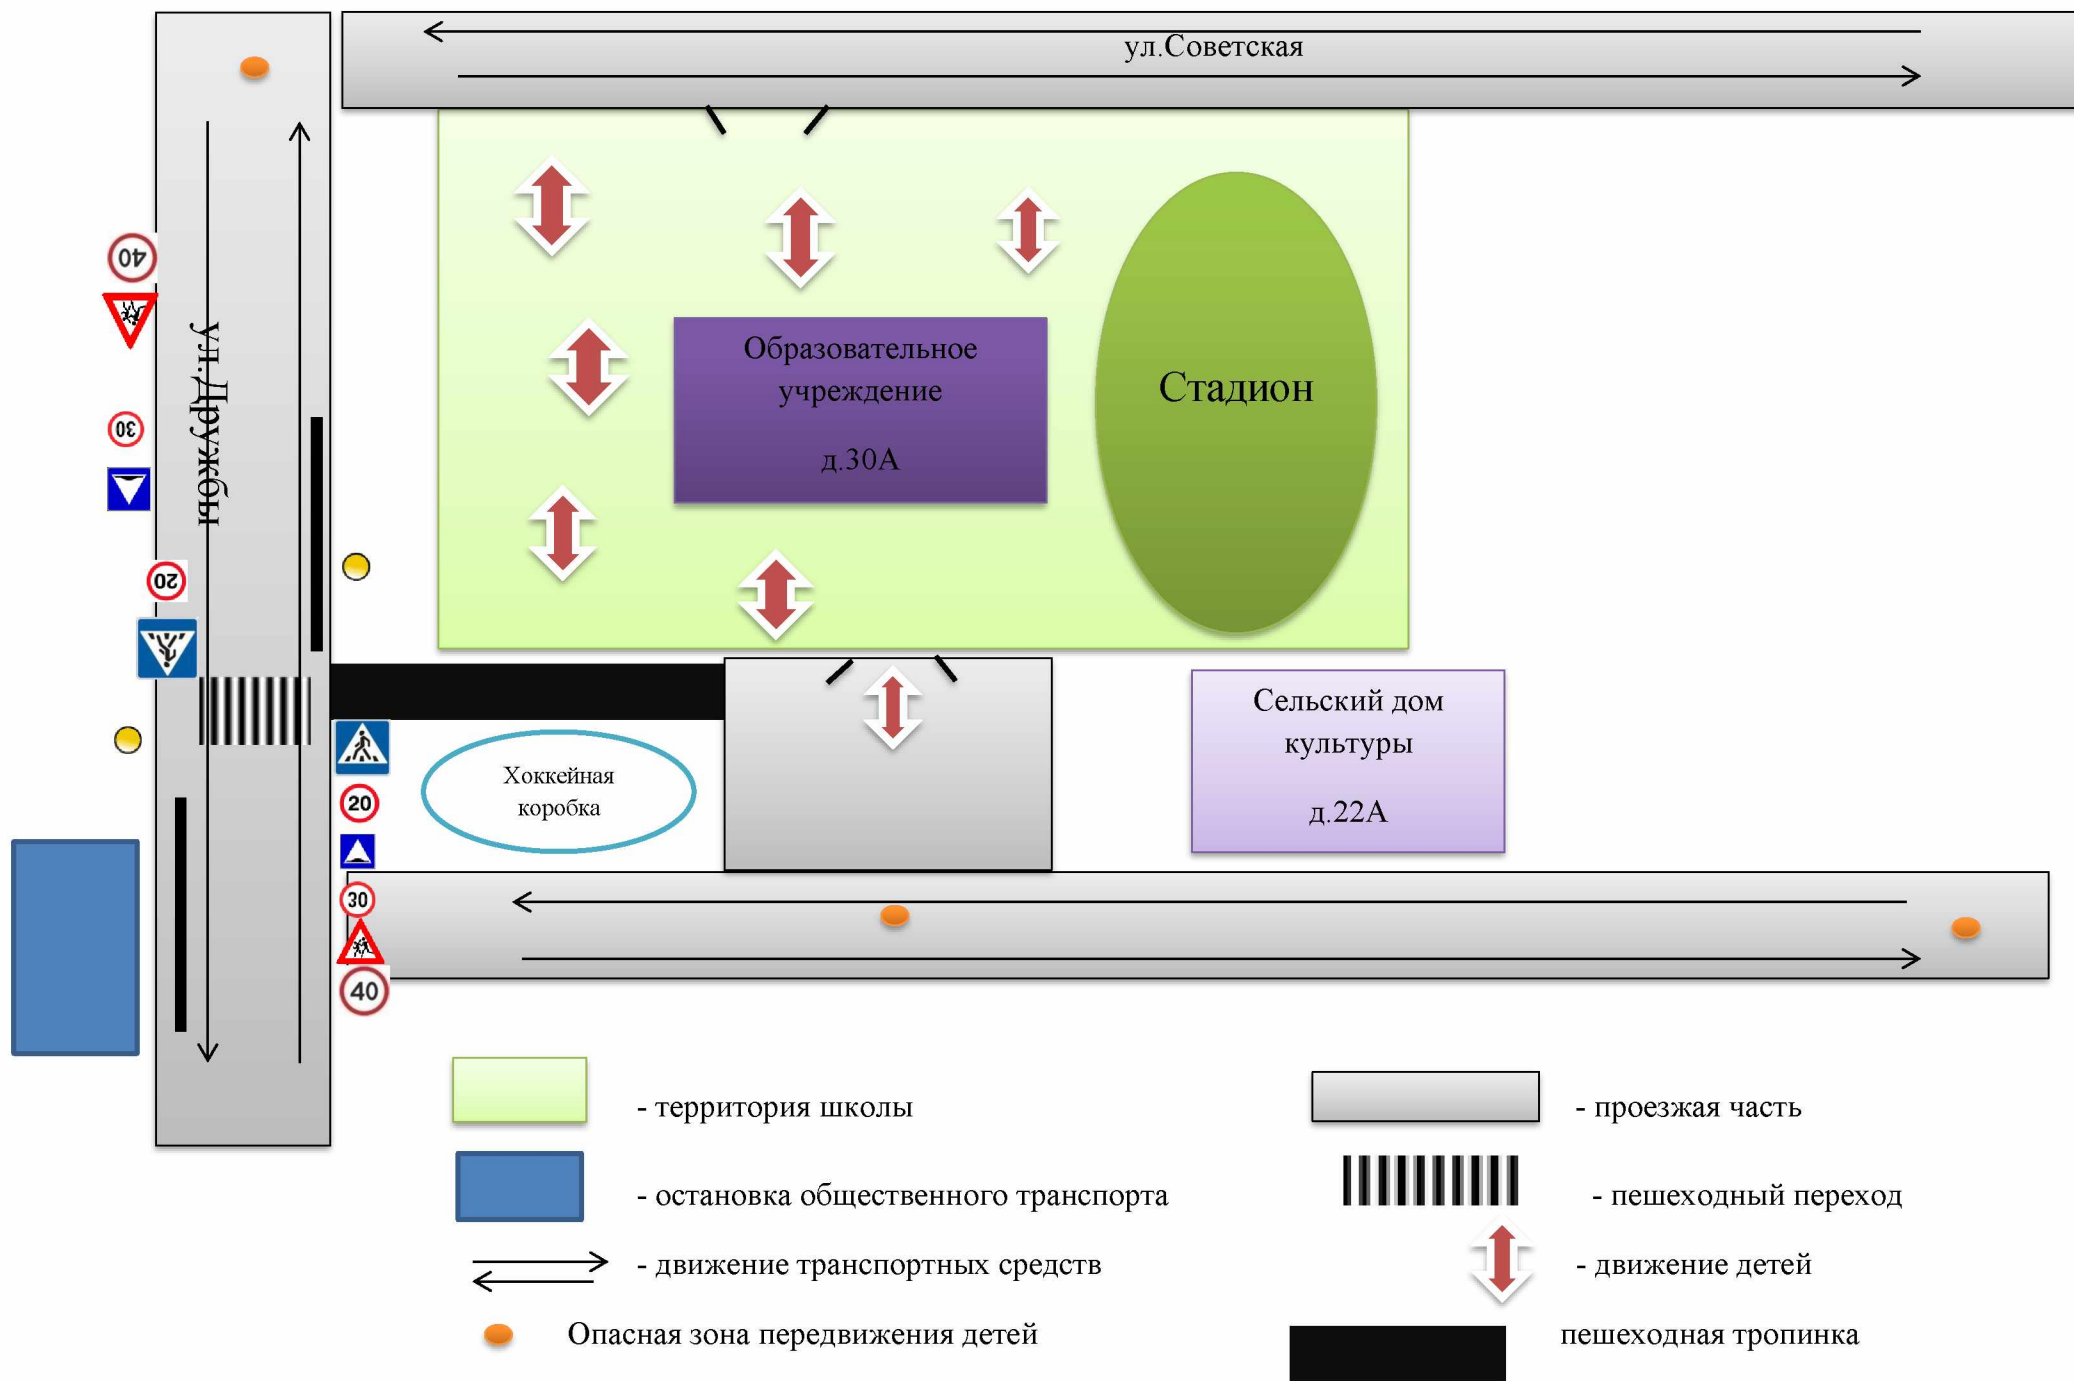 ул.Советская
40
ул.Дружбы
30
20
Образовательное
учреждение
д.30А
Стадион
Сельский дом
культуры
д.22А
Хоккейная
коробка
20
30
40
- территория школы
- проезжая часть
- остановка общественного транспорта
- пешеходный переход
- движение транспортных средств
- движение детей
Опасная зона передвижения детей
пешеходная тропинка